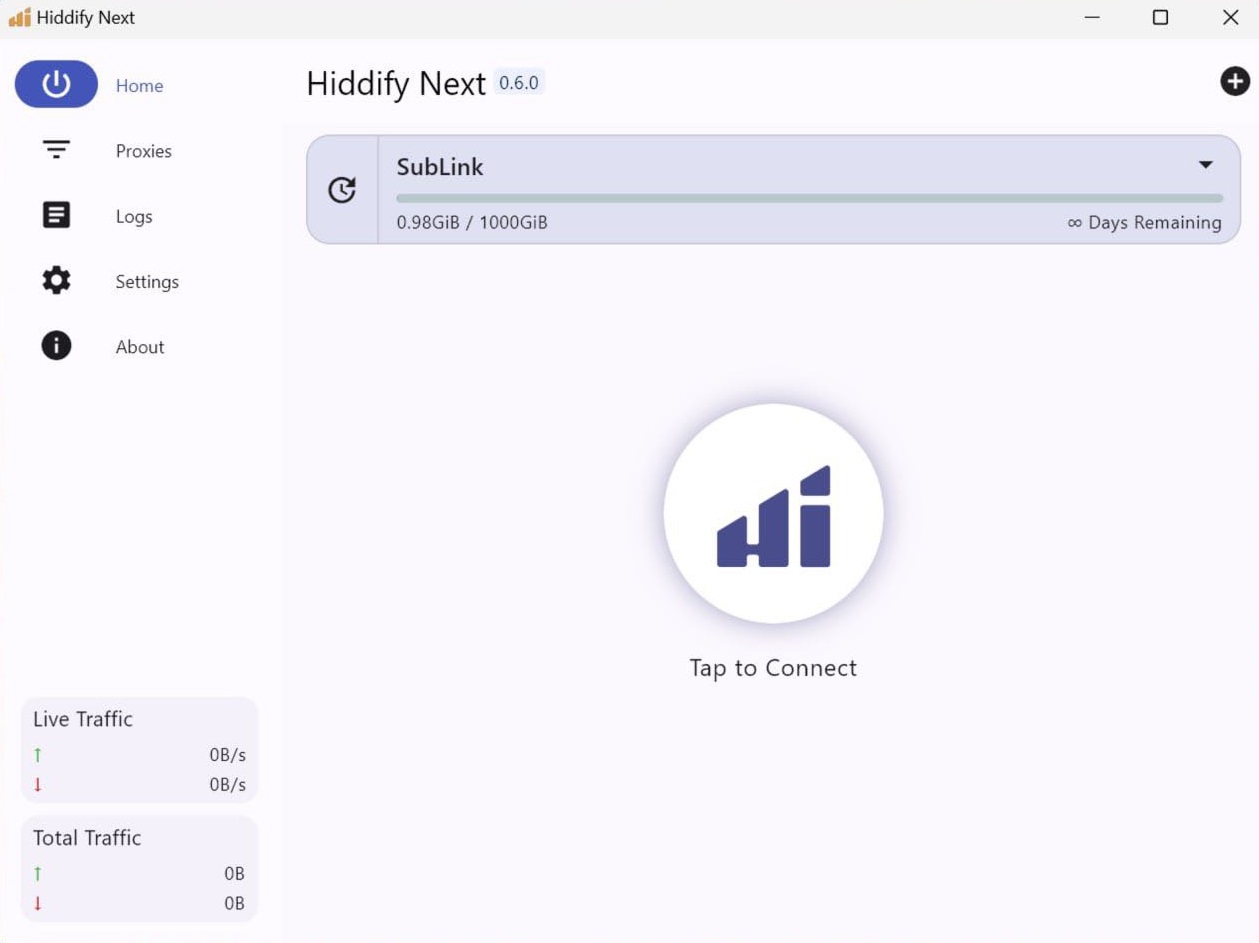 Hiddify Next
Home
Proxies
Logs
Settings
About
Hiddify Next 0.6.0
SubLink
0.98GiB / 1000GiB
∞ Days Remaining
Tap to Connect
Live Traffic
↑ 0B/s
↓ 0B/s
Total Traffic
↑ 0B
↓ 0B